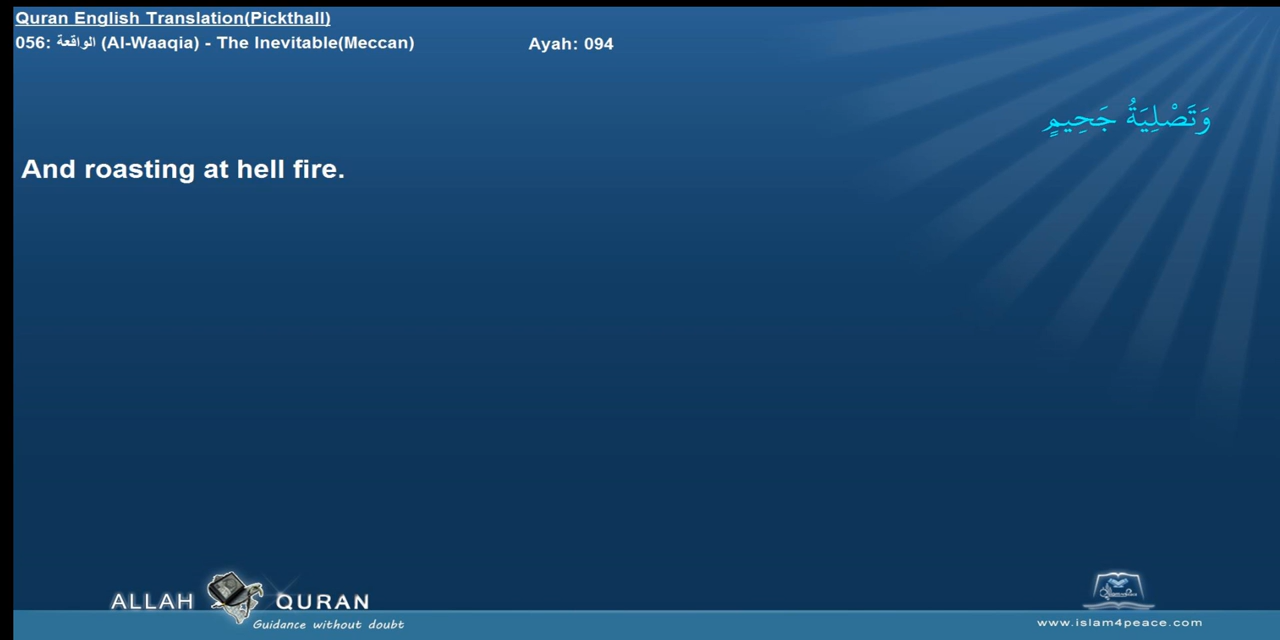 Quran English Translation(Pickthall)
056: الواقعة (Al-Waaqia) - The Inevitable(Meccan) Ayah: 094
وَتَصْلِيَةُ جَحِيمٍ
And roasting at hell fire.
ALLAH QURAN
Guidance without doubt
www.islam4peace.com